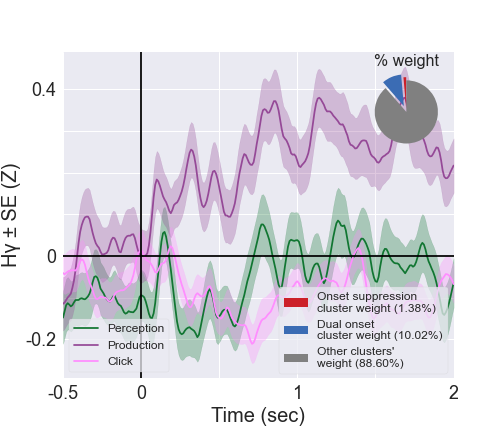 % weight
Hγ ± SE (Z)
0.4
0
-0.2
Perception
Production
Click
Onset suppression
cluster weight (1.38%)
Dual onset
cluster weight (10.02%)
Other clusters'
weight (88.60%)
-0.5
0
1
2
Time (sec)